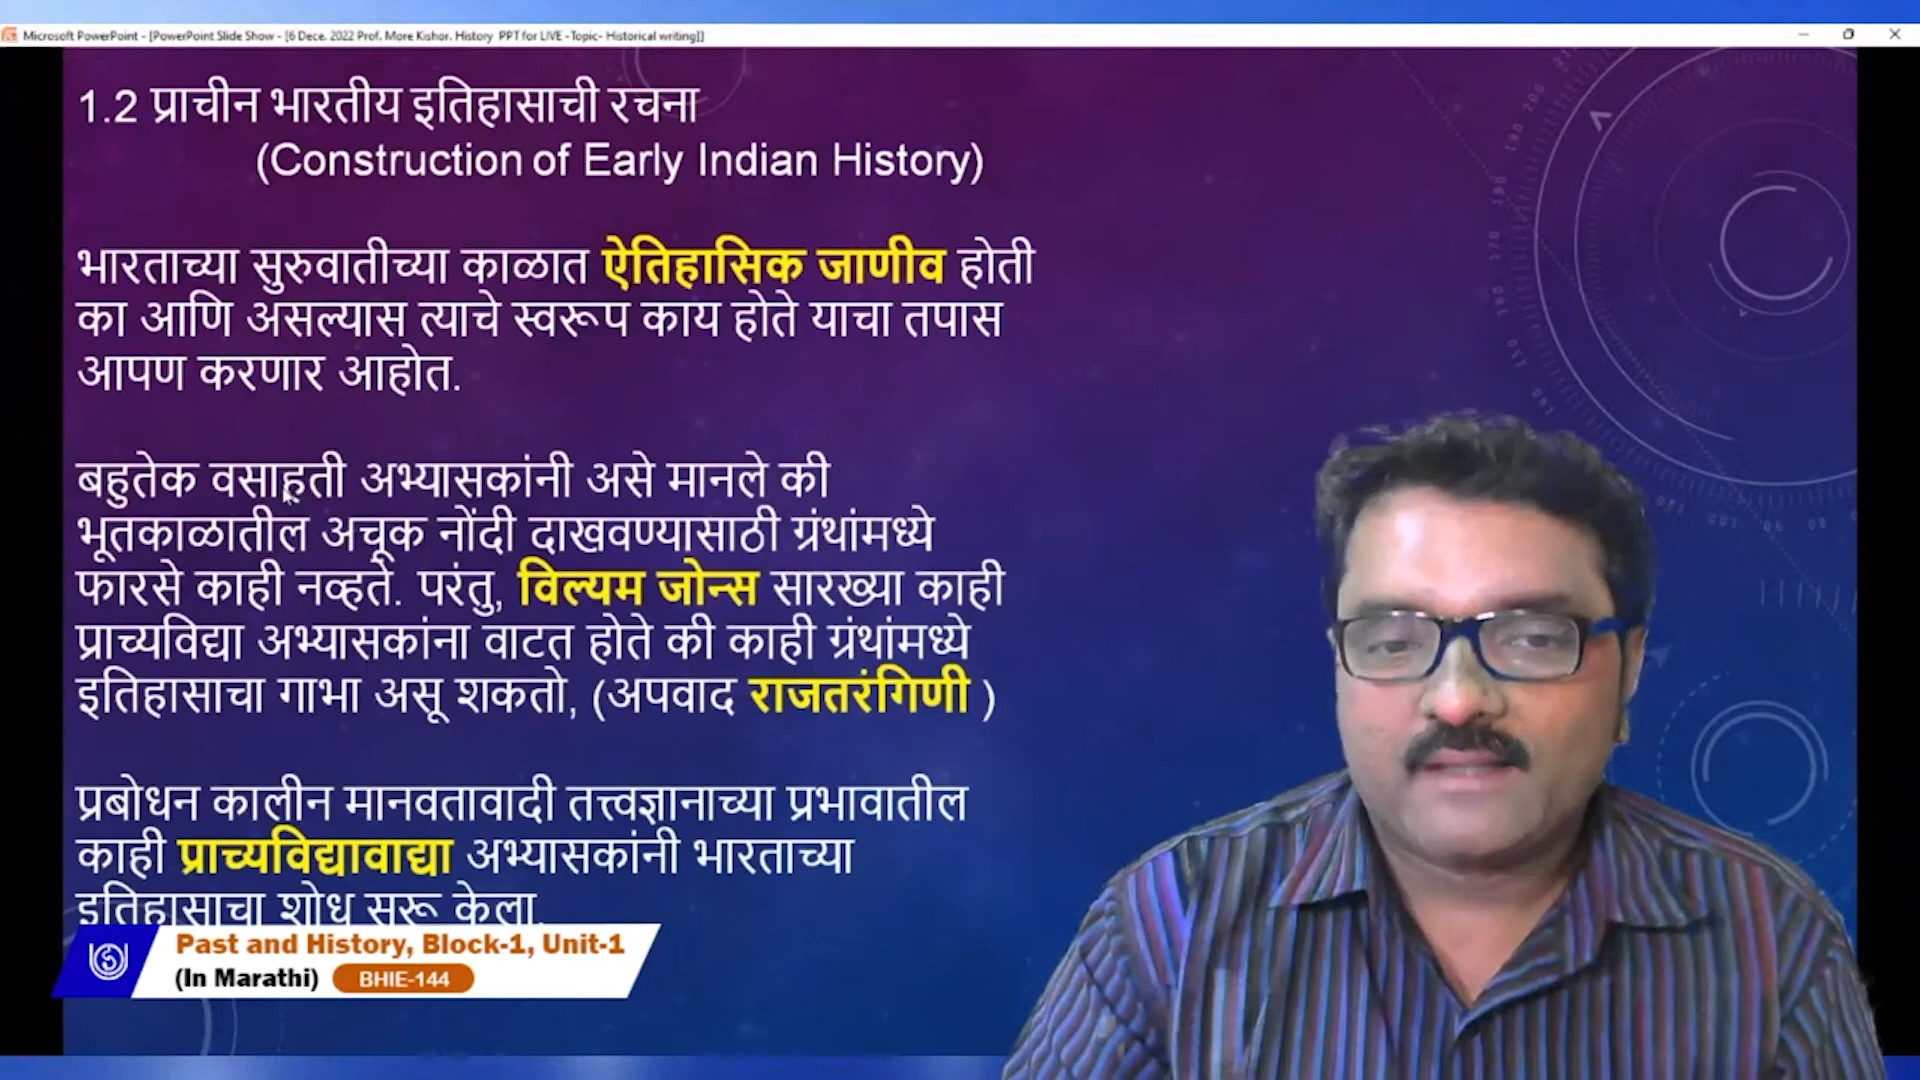 Microsoft PowerPoint - [PowerPoint Slide Show - [6 Dece. 2022 Prof. More Kishor. History PPT for LIVE -Topic- Historical writing]]
1.2 प्राचीन भारतीय इतिहासाची रचना
(Construction of Early Indian History)
भारताच्या सुरुवातीच्या काळात ऐतिहासिक जाणीव होती
का आणि असल्यास त्याचे स्वरूप काय होते याचा तपास
आपण करणार आहोत.
बहुतेक वसाहती अभ्यासकांनी असे मानले की
भूतकाळातील अचूक नोंदी दाखवण्यासाठी ग्रंथांमध्ये
फारसे काही नव्हते. परंतु, विल्यम जोन्स सारख्या काही
प्राच्यविद्या अभ्यासकांना वाटत होते की काही ग्रंथांमध्ये
इतिहासाचा गाभा असू शकतो, (अपवाद राजतरंगिणी )
प्रबोधन कालीन मानवतावादी तत्त्वज्ञानाच्या प्रभावातील
काही प्राच्यविद्यावाद्या अभ्यासकांनी भारताच्या
इतिहासाचा शोध सुरू केला.
Past and History, Block-1, Unit-1
(In Marathi) BHIE-144